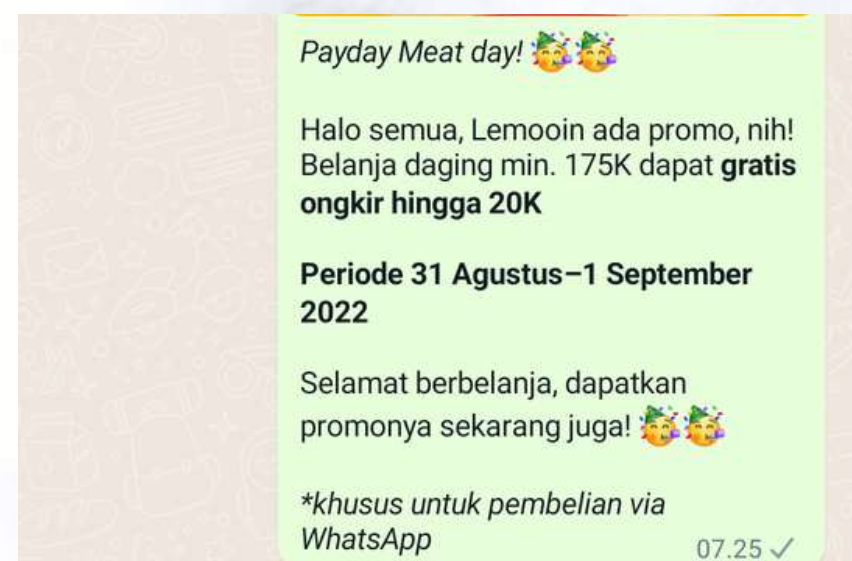 Payday Meat day! 🥳🥳
Halo semua, Lemooin ada promo, nih!
Belanja daging min. 175K dapat gratis
ongkir hingga 20K
Periode 31 Agustus–1 September
2022
Selamat berbelanja, dapatkan
promonya sekarang juga! 🥳🥳
*khusus untuk pembelian via
WhatsApp
07.25